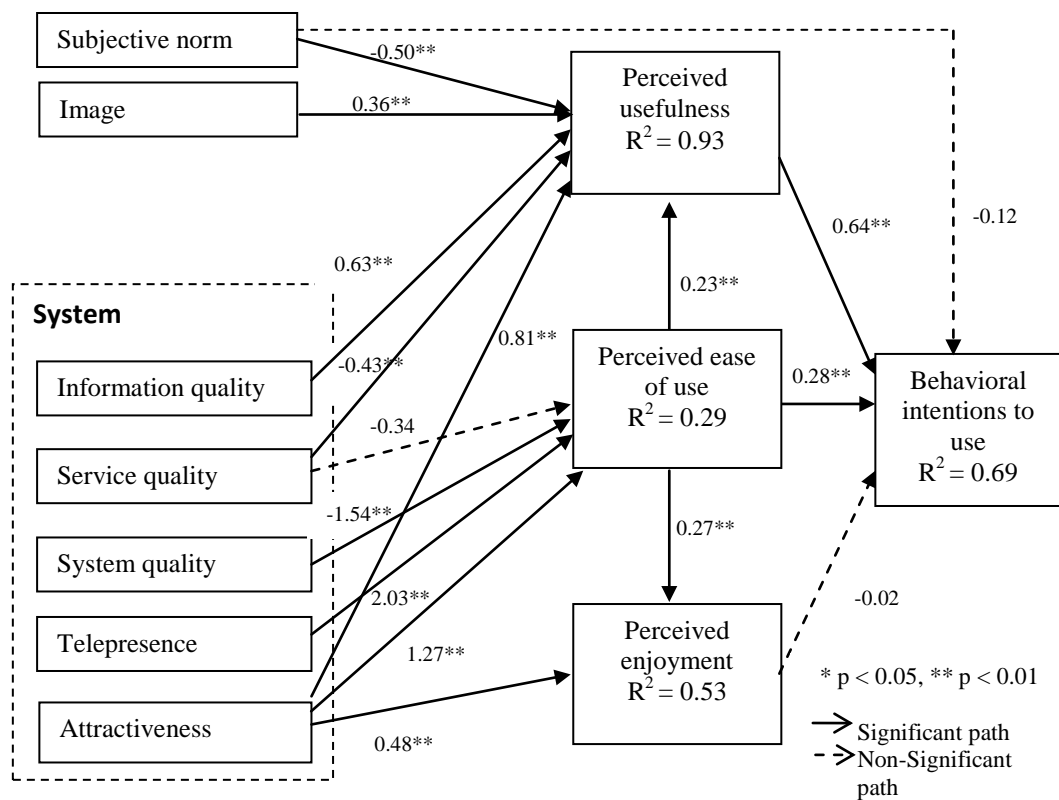 Subjective norm
Image
-0.50**
0.36**
Perceived
usefulness
R² = 0.93
-0.12
0.64**
0.63**
0.23**
System
0.81**
Information quality
-0.43**
Perceived ease
of use
R² = 0.29
0.28**
Behavioral
intentions to
use
R² = 0.69
-0.34
Service quality
-1.54**
System quality
0.27**
2.03**
Telepresence
1.27**
Perceived
enjoyment
R² = 0.53
-0.02
Attractiveness
0.48**
* p < 0.05, ** p < 0.01
Significant path
Non-Significant
path